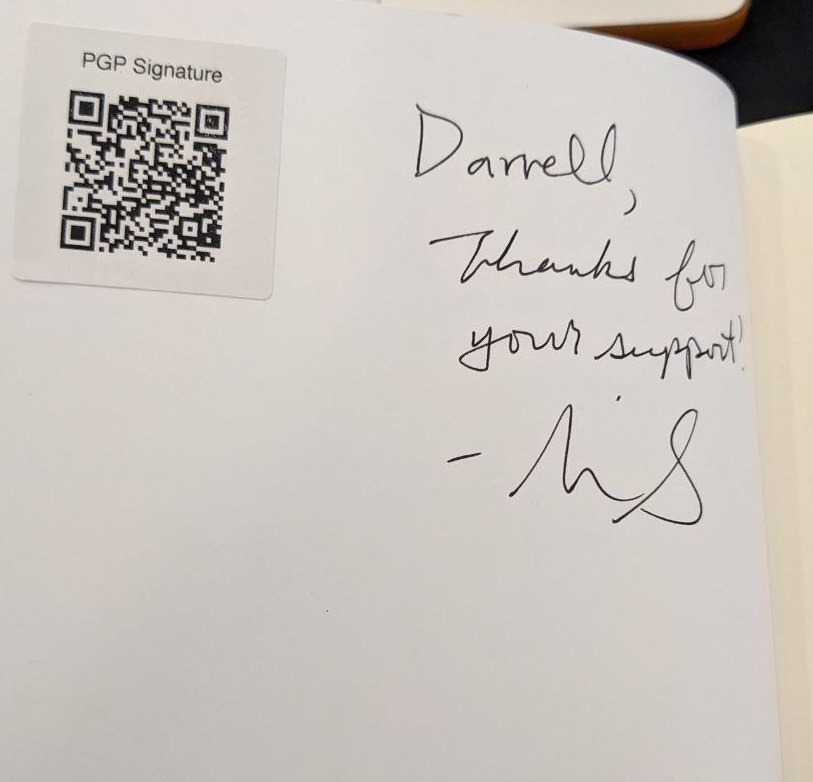 PGP Signature
Darrell,
Thanks for
your support!